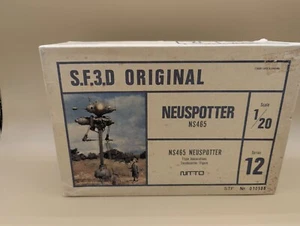 S.F.3.D ORIGINAL
NEUSPOTTER
NS465
Scale
1/20
NS465 NEUSPOTTER
NITTO
Series
12